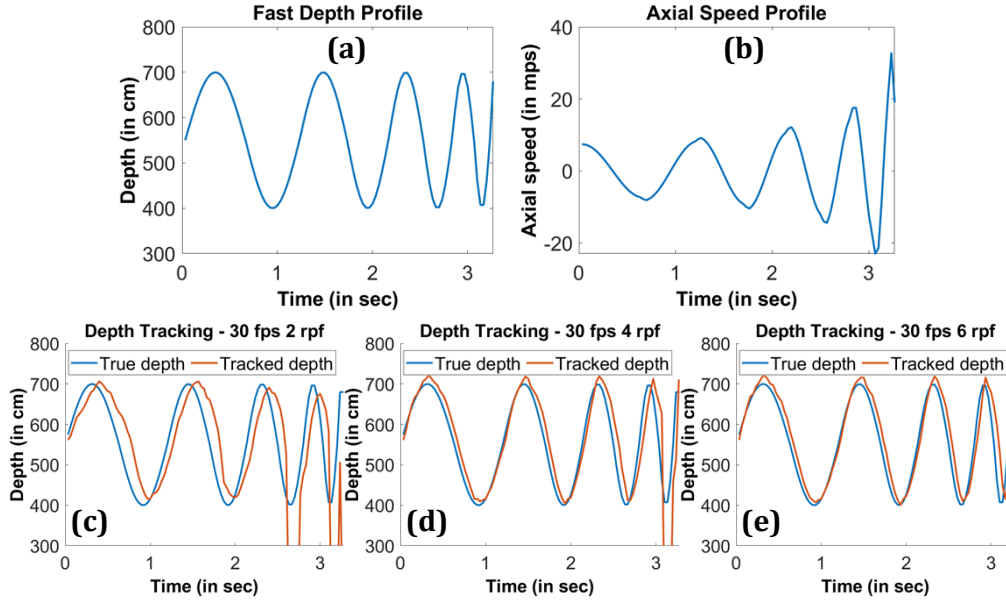 Fast Depth Profile
(a)
Depth (in cm)
800
700
600
500
400
300
0 1 2 3
Time (in sec)
Axial Speed Profile
(b)
Axial speed (in mps)
40
20
0
-20
0 1 2 3
Time (in sec)
Depth Tracking - 30 fps 2 rpf
True depth Tracked depth
Depth (in cm)
800
700
600
500
400
300
(c)
0 1 2 3
Time (in sec)
Depth Tracking - 30 fps 4 rpf
True depth Tracked depth
Depth (in cm)
800
700
600
500
400
300
(d)
0 1 2 3
Time (in sec)
Depth Tracking - 30 fps 6 rpf
True depth Tracked depth
Depth (in cm)
800
700
600
500
400
300
(e)
0 1 2 3
Time (in sec)